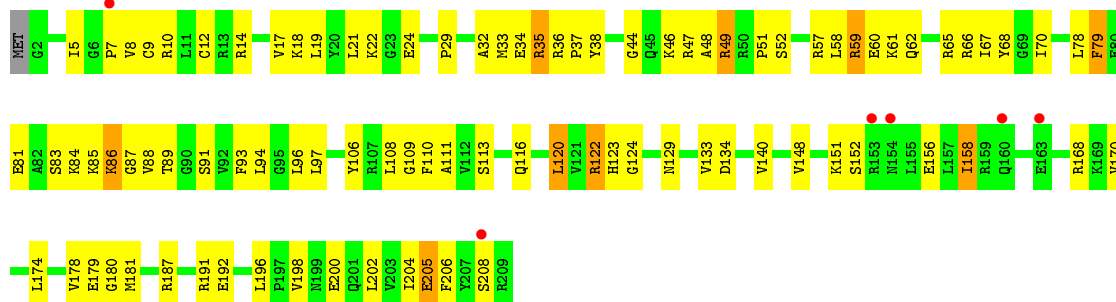 MET G2 I5 G6 P7 V8 C9 R10 L11 C12 R13 R14 V17 K18 L19 Y20 L21 K22 G23 E24 P29 A32 M33 E34 R35 R36 P37 Y38 G44 Q45 K46 R47 A48 R49 R50 P51 S52 R57 L58 R59 E60 K61 Q62 R65 R66 I67 Y68 G69 I70 L78 F79 E80
E81 A82 S83 K84 K85 K86 G87 V88 T89 G90 S91 V92 F93 L94 G95 L96 L97 Y106 R107 L108 G109 F110 A111 V112 S113 Q116 L120 V121 R122 H123 G124 N129 V133 D134 V140 V148 K151 S152 R153 N154 L155 E156 L157 I158 R159 Q160 E163 R168 K169 V170
L174 V178 E179 G180 M181 R187 R191 E192 L196 P197 V198 N199 E200 Q201 L202 V203 I204 E205 F206 Y207 S208 R209